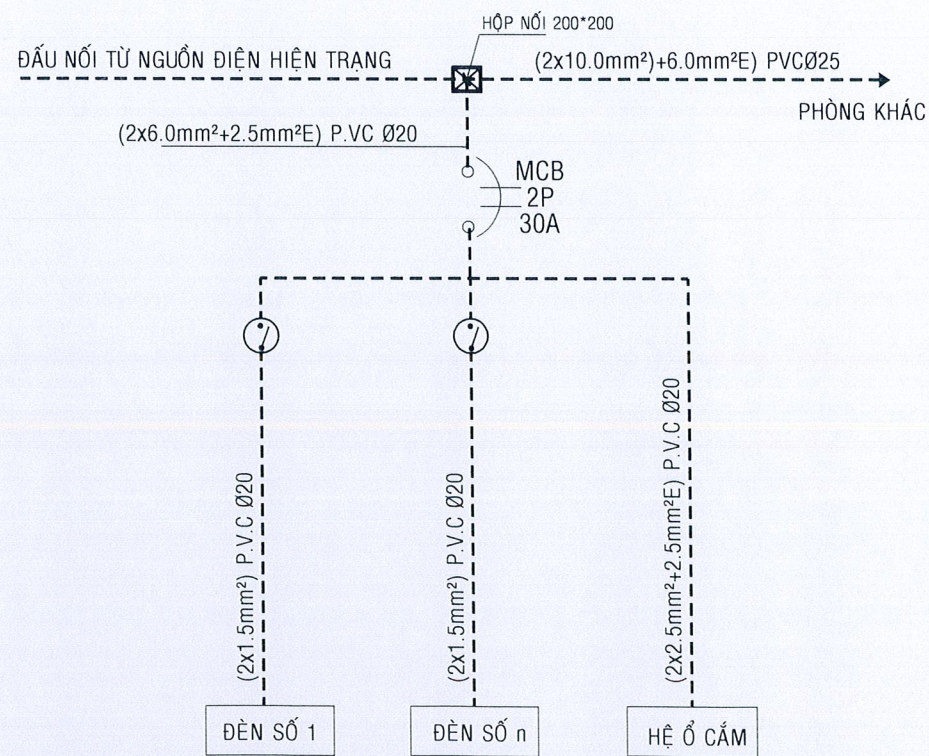 HỘP NỐI 200*200
ĐẤU NỐI TỪ NGUỒN ĐIỆN HIỆN TRẠNG
(2x10.0mm²)+6.0mm²E) PVCØ25
PHÒNG KHÁC
(2x6.0mm²+2.5mm²E) P.VC Ø20
MCB
2P
30A
(2x1.5mm²) P.V.C Ø20
(2x1.5mm²) P.V.C Ø20
(2x2.5mm²+2.5mm²E) P.V.C Ø20
ĐÈN SỐ 1
ĐÈN SỐ n
HỆ Ổ CẮM